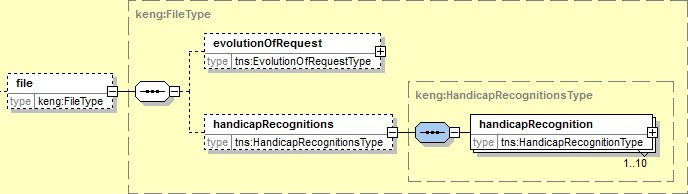 keng:FileType
evolutionOfRequest
type tns:EvolutionOfRequestType
file
type keng:FileType
keng:HandicapRecognitionsType
handicapRecognitions
type tns:HandicapRecognitionsType
handicapRecognition
type tns:HandicapRecognitionType
1..10